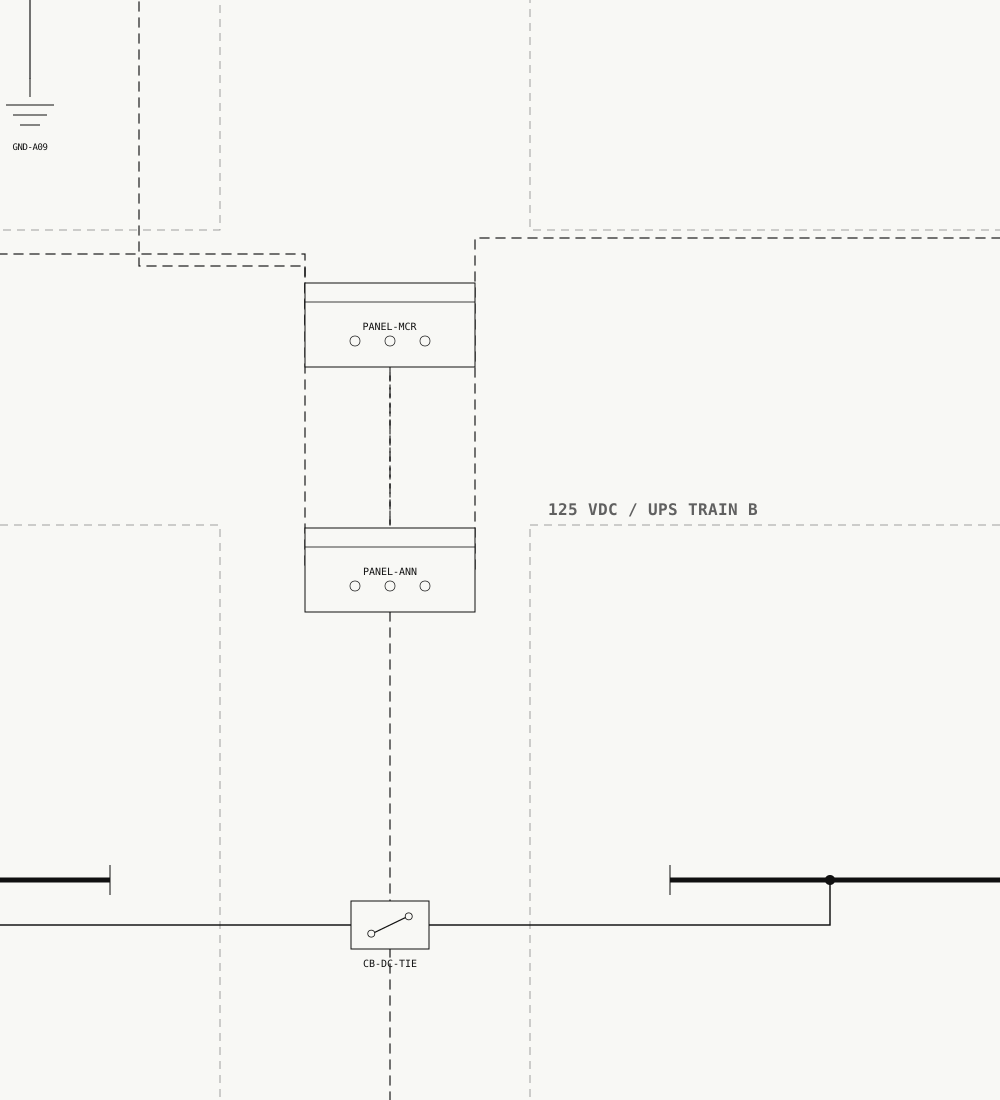 GND-A09
PANEL-MCR
125 VDC / UPS TRAIN B
PANEL-ANN
CB-DC-TIE